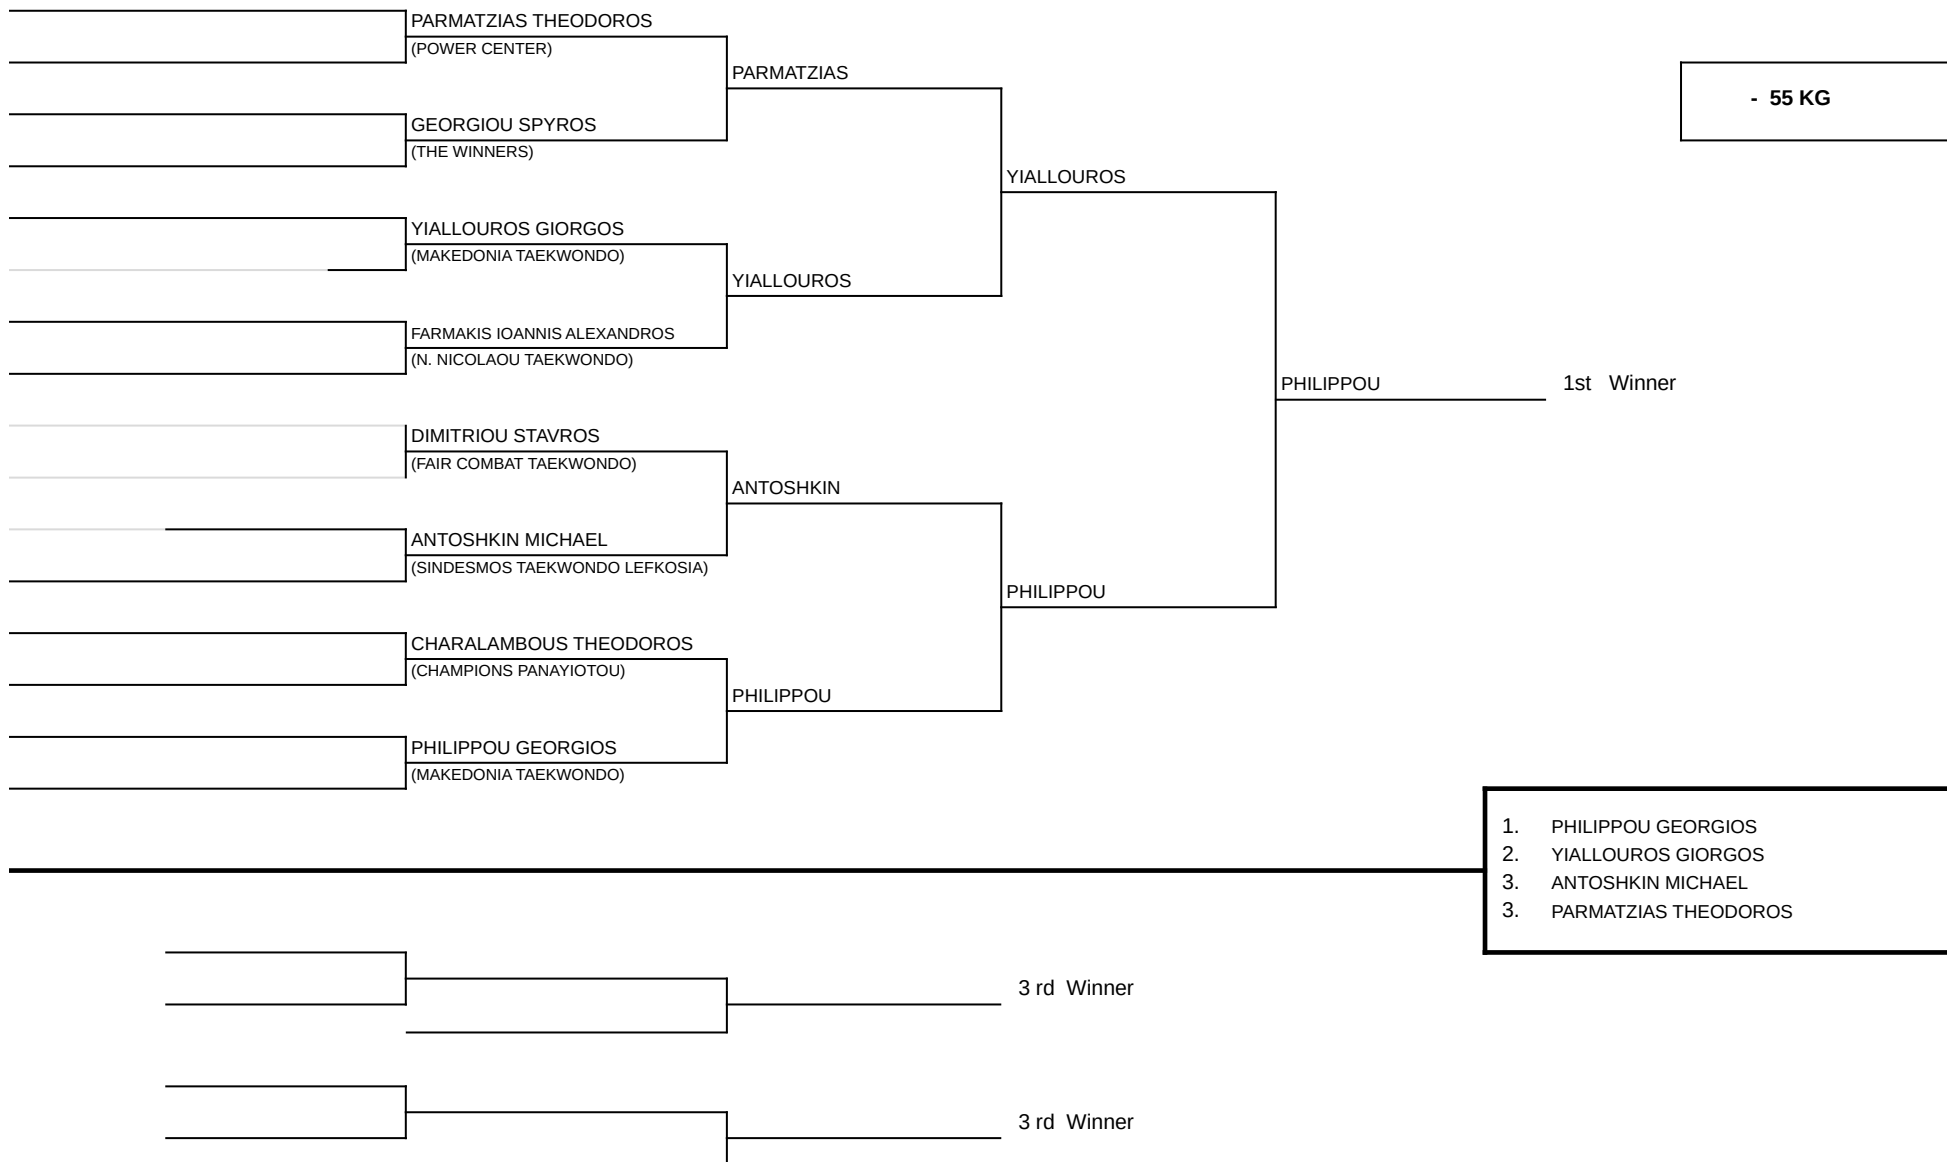 PARMATZIAS THEODOROS
(POWER CENTER)
PARMATZIAS
- 55 KG
GEORGIOU SPYROS
(THE WINNERS)
YIALLOUROS
YIALLOUROS GIORGOS
(MAKEDONIA TAEKWONDO)
YIALLOUROS
FARMAKIS IOANNIS ALEXANDROS
(N. NICOLAOU TAEKWONDO)
PHILIPPOU
1st Winner
DIMITRIOU STAVROS
(FAIR COMBAT TAEKWONDO)
ANTOSHKIN
ANTOSHKIN MICHAEL
(SINDESMOS TAEKWONDO LEFKOSIA)
PHILIPPOU
CHARALAMBOUS THEODOROS
(CHAMPIONS PANAYIOTOU)
PHILIPPOU
PHILIPPOU GEORGIOS
(MAKEDONIA TAEKWONDO)
1. PHILIPPOU GEORGIOS
2. YIALLOUROS GIORGOS
3. ANTOSHKIN MICHAEL
3. PARMATZIAS THEODOROS
3 rd Winner
3 rd Winner